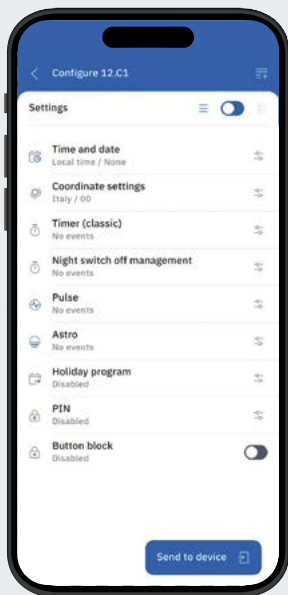 Configure 12.C1
Settings
Time and date
Local time / None
Coordinate settings
Italy / 00
Timer (classic)
No events
Night switch off management
No events
Pulse
No events
Astro
No events
Holiday program
Disabled
PIN
Disabled
Button block
Disabled
Send to device